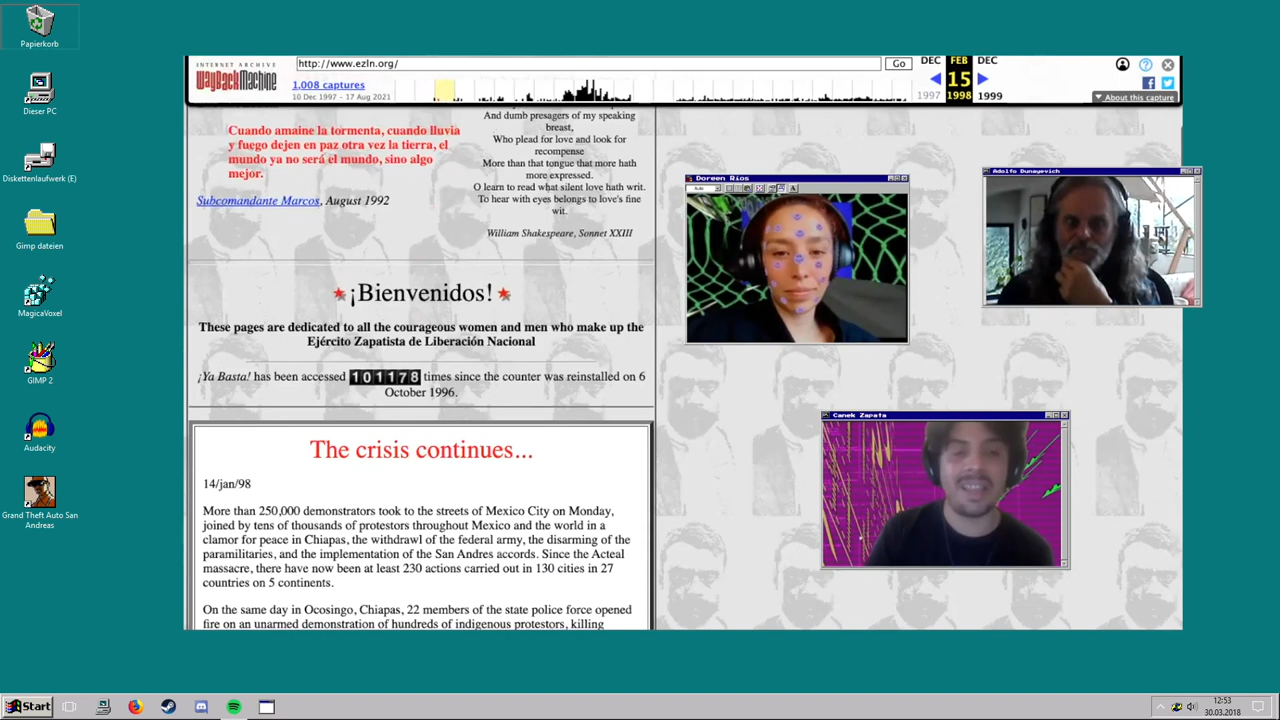 Papierkorb
Dieser PC
Diskettenlaufwerk (E)
Gimp dateien
MagicaVoxel
GIMP 2
Audacity
Grand Theft Auto San
Andreas
INTERNET ARCHIVE
WayBackMachine
http://www.ezln.org/
Go
1,008 captures
10 Dec 1997 - 17 Aug 2021
DEC
FEB
DEC
15
1997
1998
1999
About this capture
Cuando amaine la tormenta, cuando lluvia
y fuego dejen en paz otra vez la tierra, el
mundo ya no será el mundo, sino algo
mejor.
Subcomandante Marcos, August 1992
And dumb presagers of my speaking
breast,
Who plead for love and look for
recompense
More than that tongue that more hath
more expressed.
O learn to read what silent love hath writ.
To hear with eyes belongs to love's fine
wit.
William Shakespeare, Sonnet XXIII
¡Bienvenidos!
These pages are dedicated to all the courageous women and men who make up the
Ejército Zapatista de Liberación Nacional
¡Ya Basta! has been accessed 101178 times since the counter was reinstalled on 6
October 1996.
The crisis continues...
14/jan/98
More than 250,000 demonstrators took to the streets of Mexico City on Monday,
joined by tens of thousands of protestors throughout Mexico and the world in a
clamor for peace in Chiapas, the withdrawl of the federal army, the disarming of the
paramilitaries, and the implementation of the San Andres accords. Since the Acteal
massacre, there have now been at least 230 actions carried out in 130 cities in 27
countries on 5 continents.
On the same day in Ocosingo, Chiapas, 22 members of the state police force opened
fire on an unarmed demonstration of hundreds of indigenous protestors, killing
Doreen Ríos
A
Adolfo Dunayevich
Canek Zapata
Start
12:53
30.03.2018